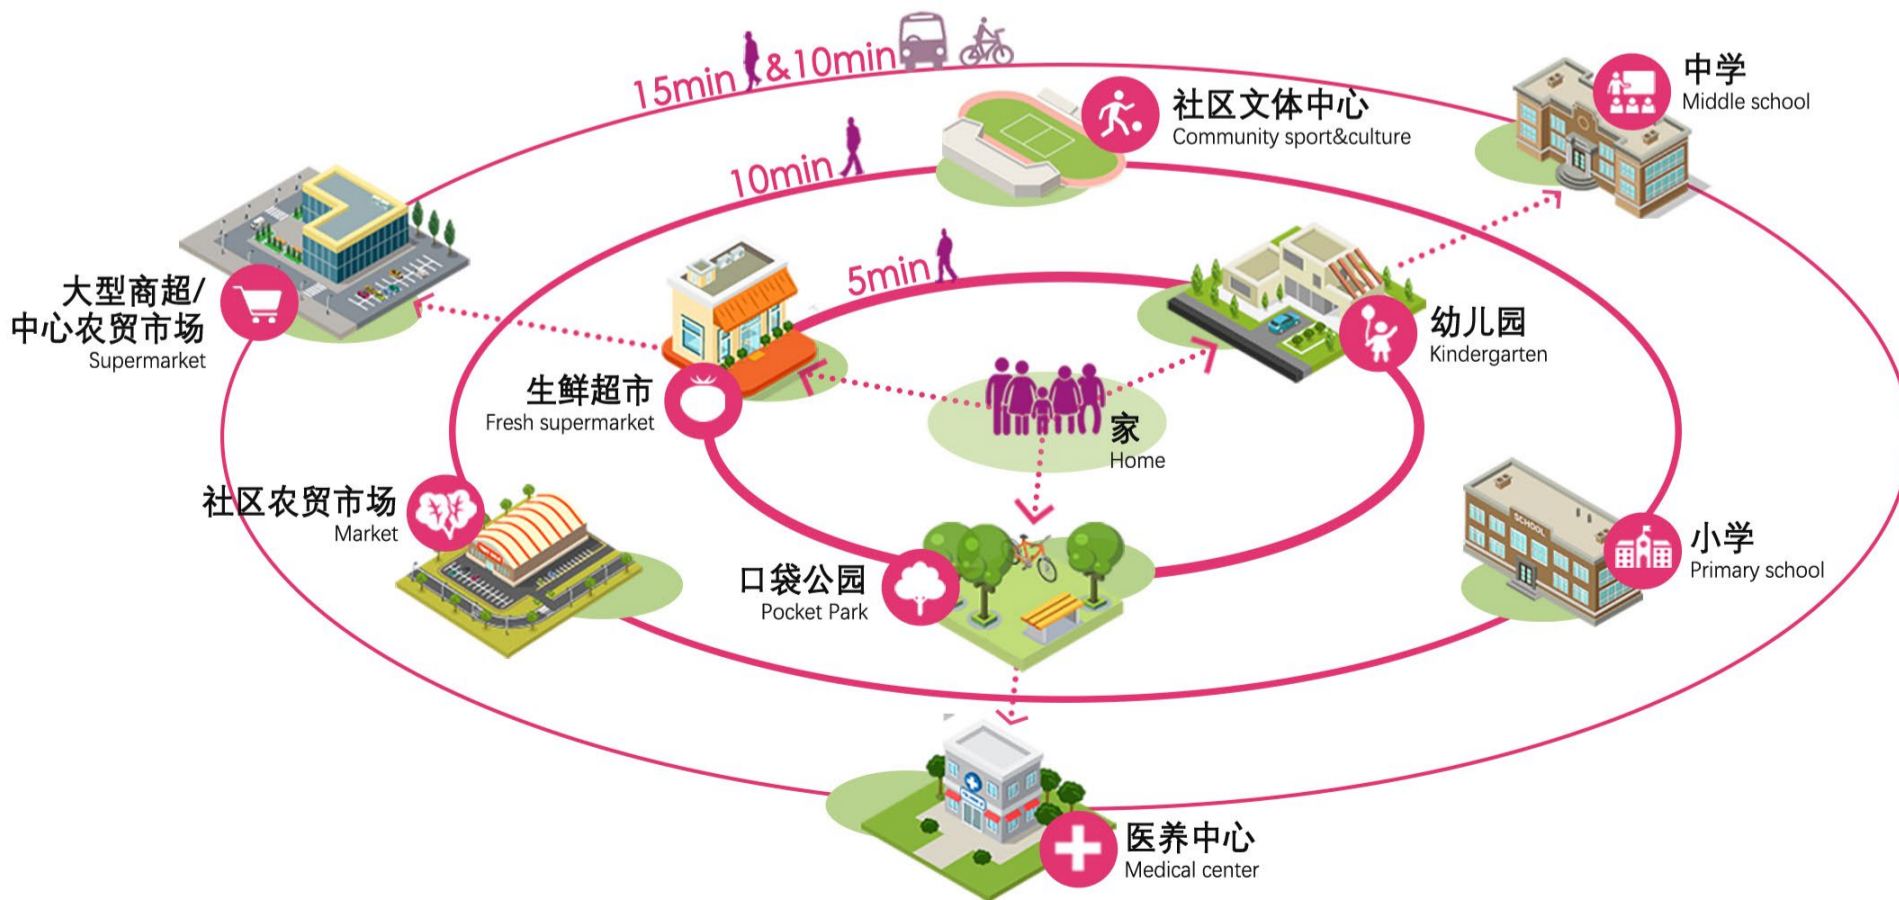 15min & 10min
中学
Middle school
社区文体中心
Community sport&culture
10min
5min
大型商超/
中心农贸市场
Supermarket
幼儿园
Kindergarten
生鲜超市
Fresh supermarket
家
Home
社区农贸市场
Market
SCHOOL
小学
Primary school
口袋公园
Pocket Park
医养中心
Medical center